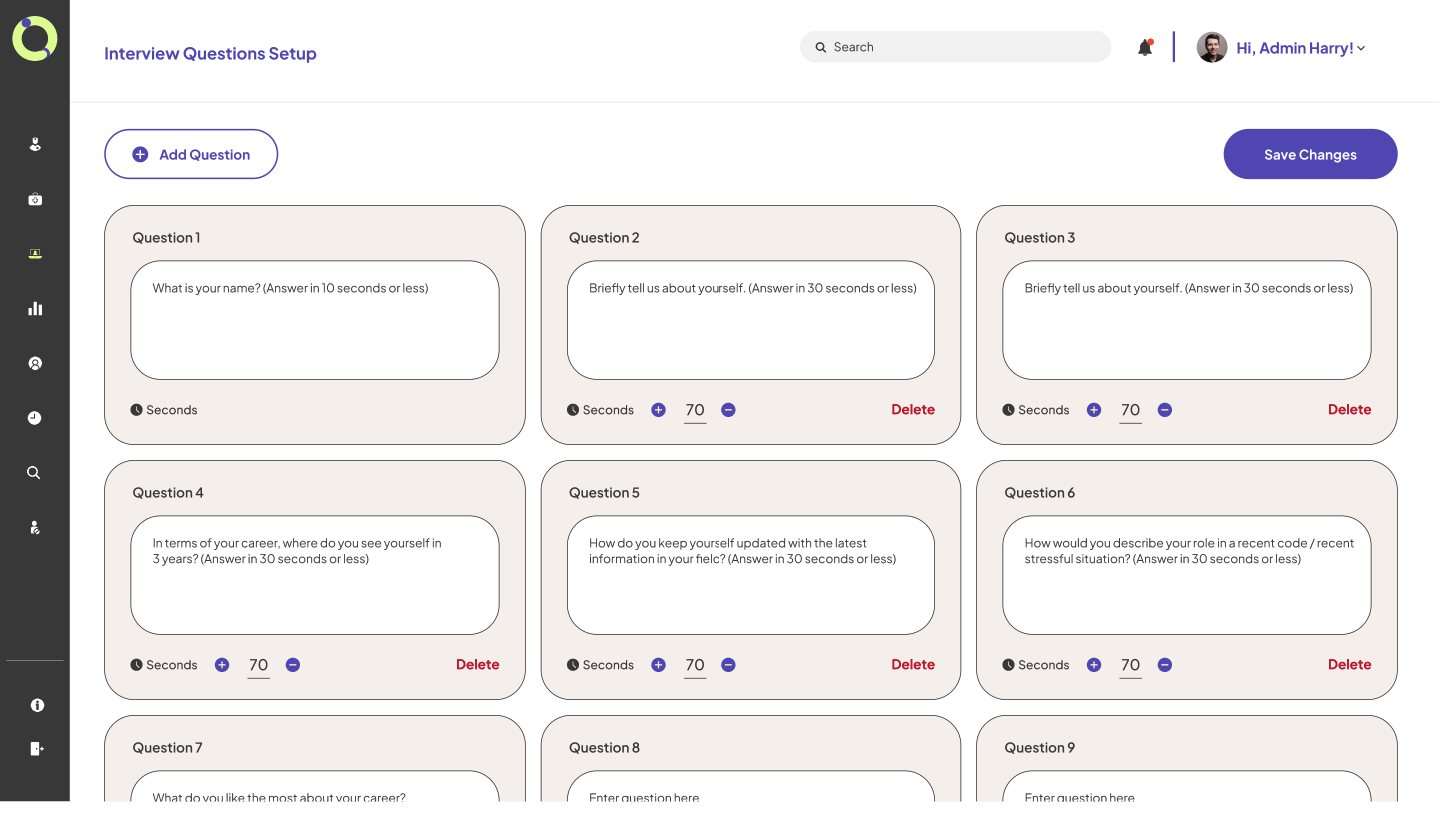 Interview Questions Setup
Search
Hi, Admin Harry!
Add Question
Save Changes
Question 1
What is your name? (Answer in 10 seconds or less)
Seconds
Question 2
Briefly tell us about yourself. (Answer in 30 seconds or less)
Seconds 70 Delete
Question 3
Briefly tell us about yourself. (Answer in 30 seconds or less)
Seconds 70 Delete
Question 4
In terms of your career, where do you see yourself in
3 years? (Answer in 30 seconds or less)
Seconds 70 Delete
Question 5
How do you keep yourself updated with the latest
information in your field? (Answer in 30 seconds or less)
Seconds 70 Delete
Question 6
How would you describe your role in a recent code / recent
stressful situation? (Answer in 30 seconds or less)
Seconds 70 Delete
Question 7
What do you like the most about your career?
Question 8
Enter question here
Question 9
Enter question here